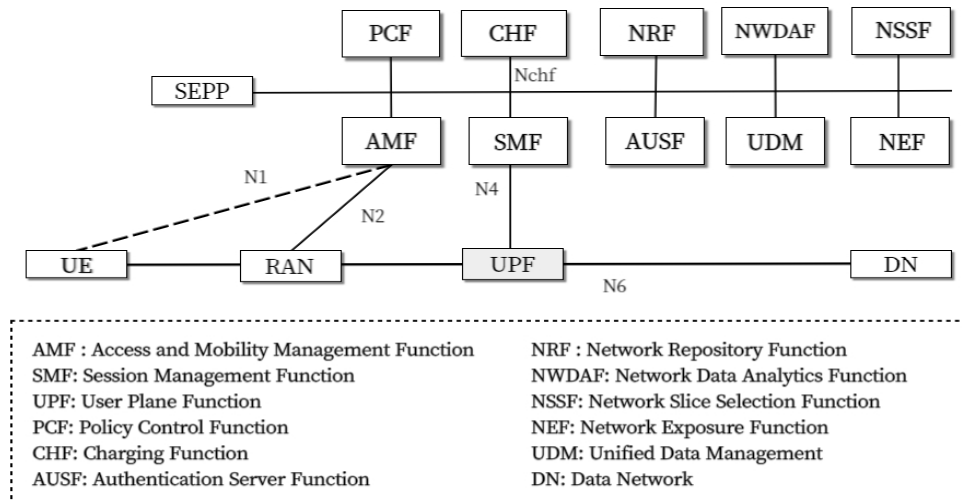 PCF CHF NRF NWDAF NSSF
Nchf
SEPP
AMF SMF AUSF UDM NEF
N1 N4
N2
UE RAN UPF DN
N6
AMF : Access and Mobility Management Function
SMF: Session Management Function
UPF: User Plane Function
PCF: Policy Control Function
CHF: Charging Function
AUSF: Authentication Server Function
NRF : Network Repository Function
NWDAF: Network Data Analytics Function
NSSF: Network Slice Selection Function
NEF: Network Exposure Function
UDM: Unified Data Management
DN: Data Network